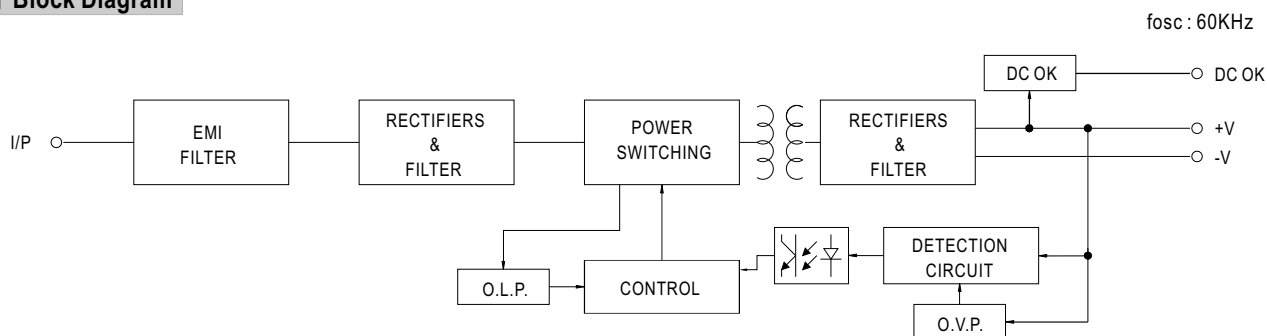 Block Diagram
fosc : 60KHz
I/P
EMI
FILTER
RECTIFIERS
&
FILTER
POWER
SWITCHING
RECTIFIERS
&
FILTER
DC OK
DC OK
+V
-V
O.L.P.
CONTROL
DETECTION
CIRCUIT
O.V.P.